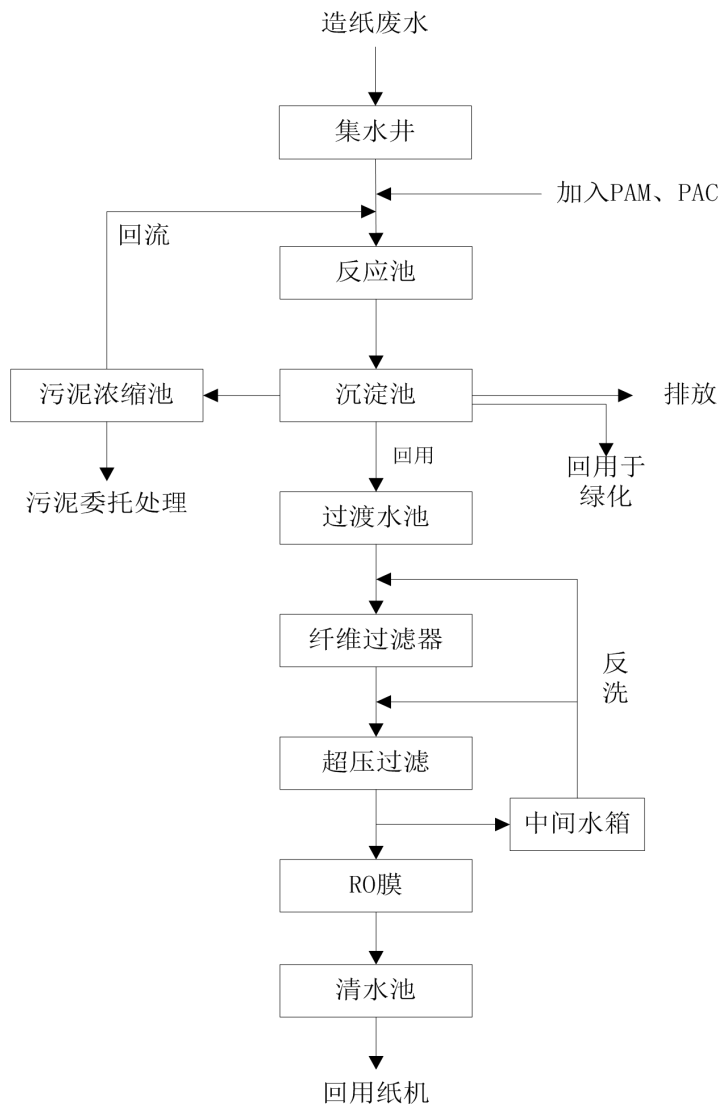 造纸废水
集水井
加入PAM、PAC
回流
反应池
污泥浓缩池
沉淀池
排放
回用
回用于
绿化
污泥委托处理
过渡水池
纤维过滤器
反
洗
超压过滤
中间水箱
RO膜
清水池
回用纸机